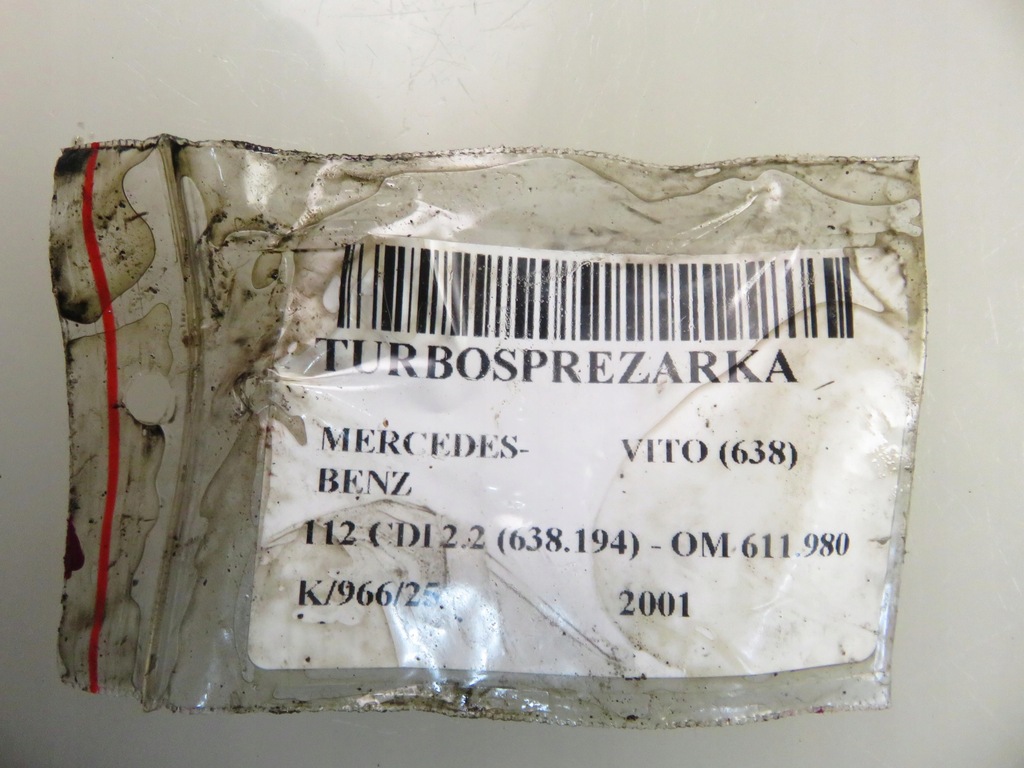 TURBOSPREZARKA
MERCEDES- VITO (638)
BENZ
112 CDI 2.2 (638.194) - OM 611.980
K/966/25 2001